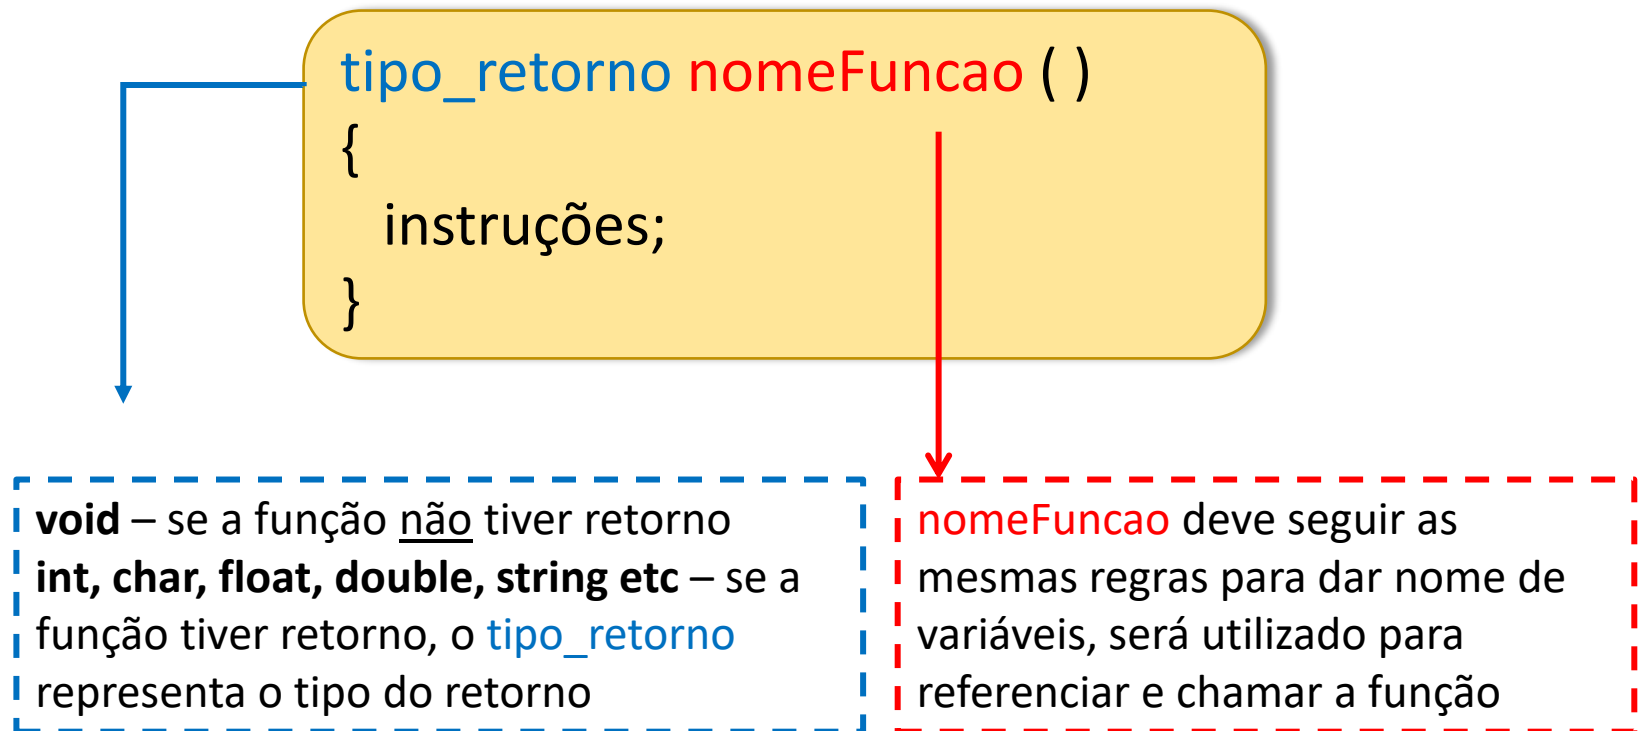 tipo_retorno nomeFuncao ( )
{
instruções;
}
void – se a função não tiver retorno
int, char, float, double, string etc – se a
função tiver retorno, o tipo_retorno
representa o tipo do retorno
nomeFuncao deve seguir as
mesmas regras para dar nome de
variáveis, será utilizado para
referenciar e chamar a função